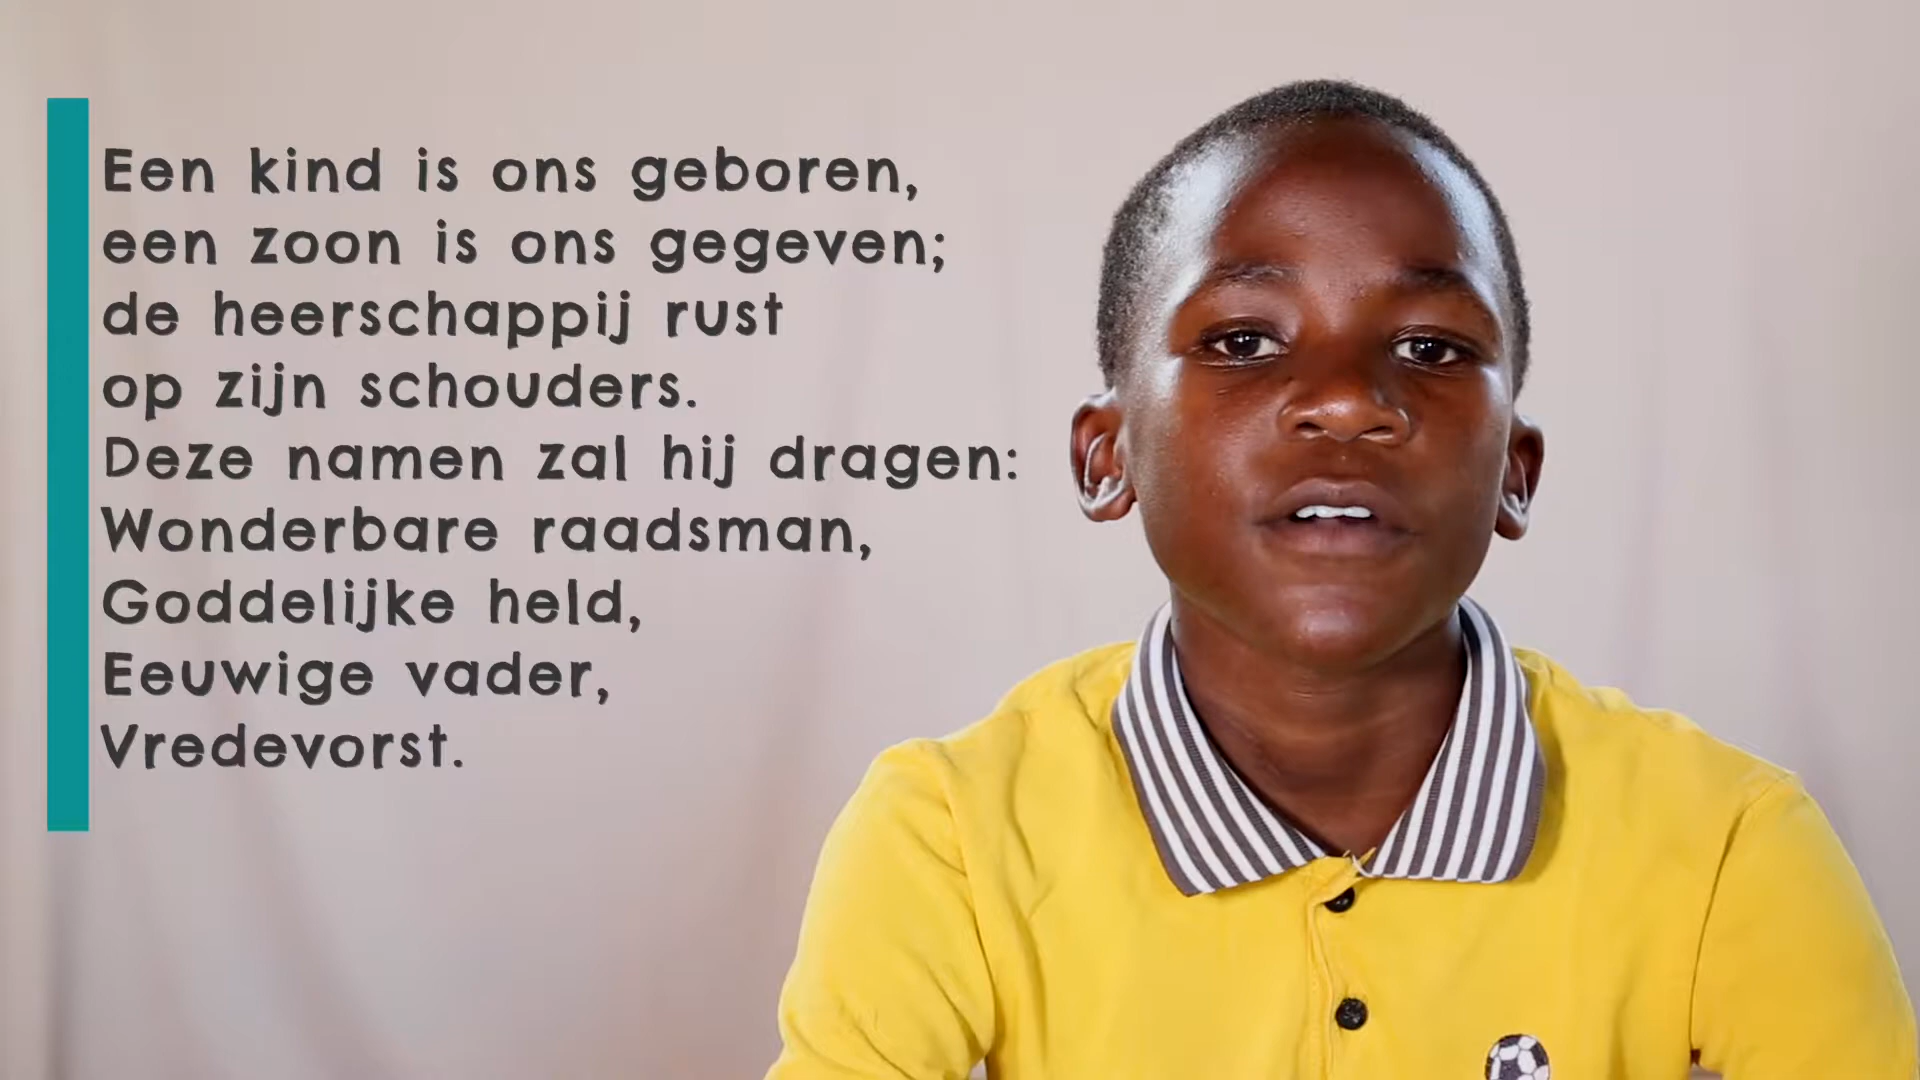 Een kind is ons geboren,
een zoon is ons gegeven;
de heerschappij rust
op zijn schouders.
Deze namen zal hij dragen:
Wonderbare raadsman,
Goddelijke held,
Eeuwige vader,
Vredevorst.